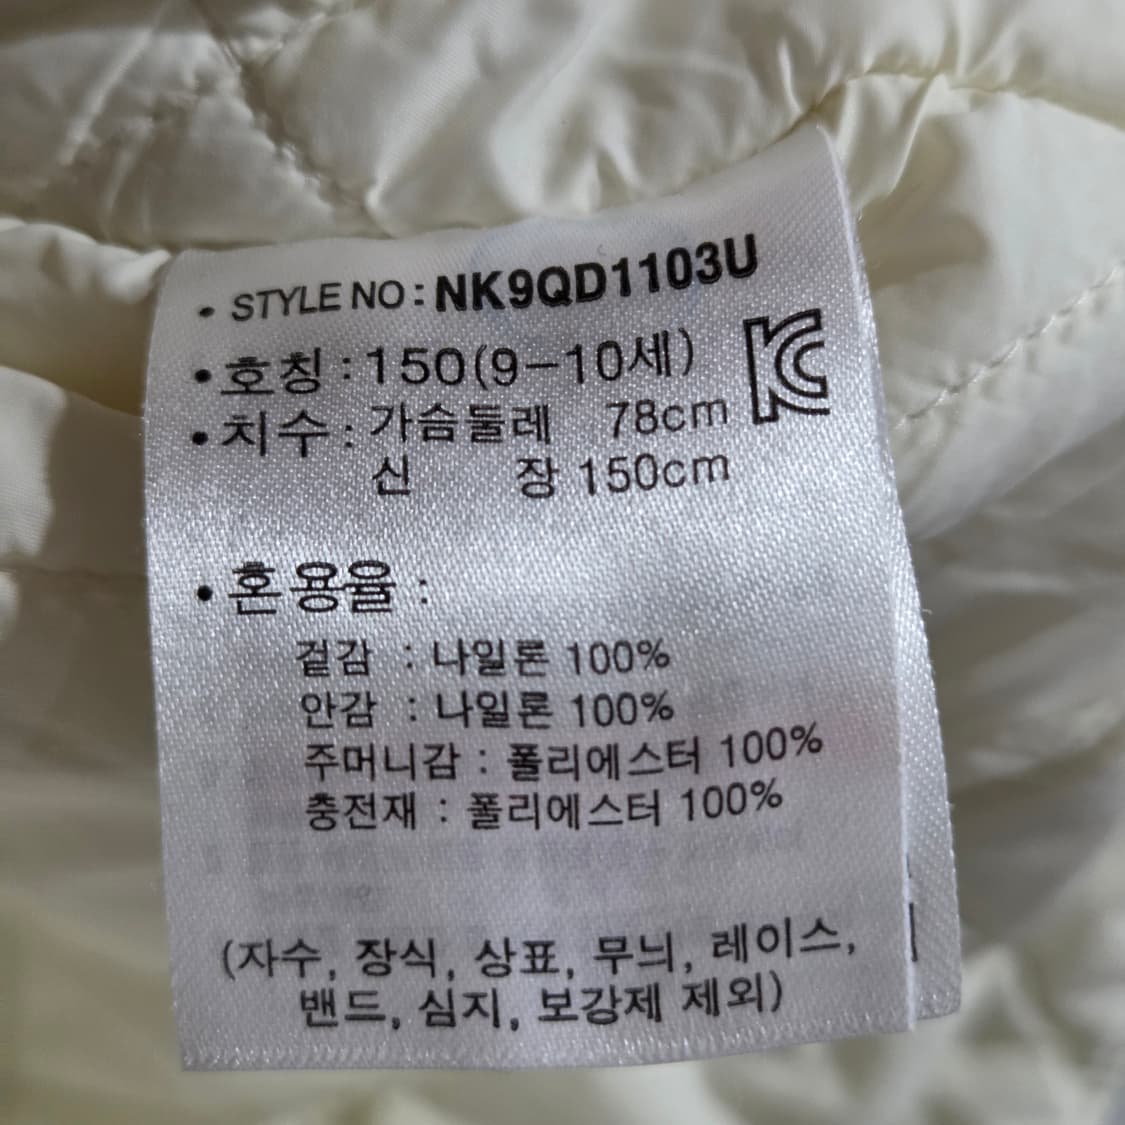 • STYLE NO : NK9QD1103U
• 호칭 : 150(9-10세)
• 치수 : 가슴둘레 78cm
신 장 150cm
• 혼용율 :
겉감 : 나일론 100%
안감 : 나일론 100%
주머니감 : 폴리에스터 100%
충전재 : 폴리에스터 100%
(자수, 장식, 상표, 무늬, 레이스,
밴드, 심지, 보강제 제외)